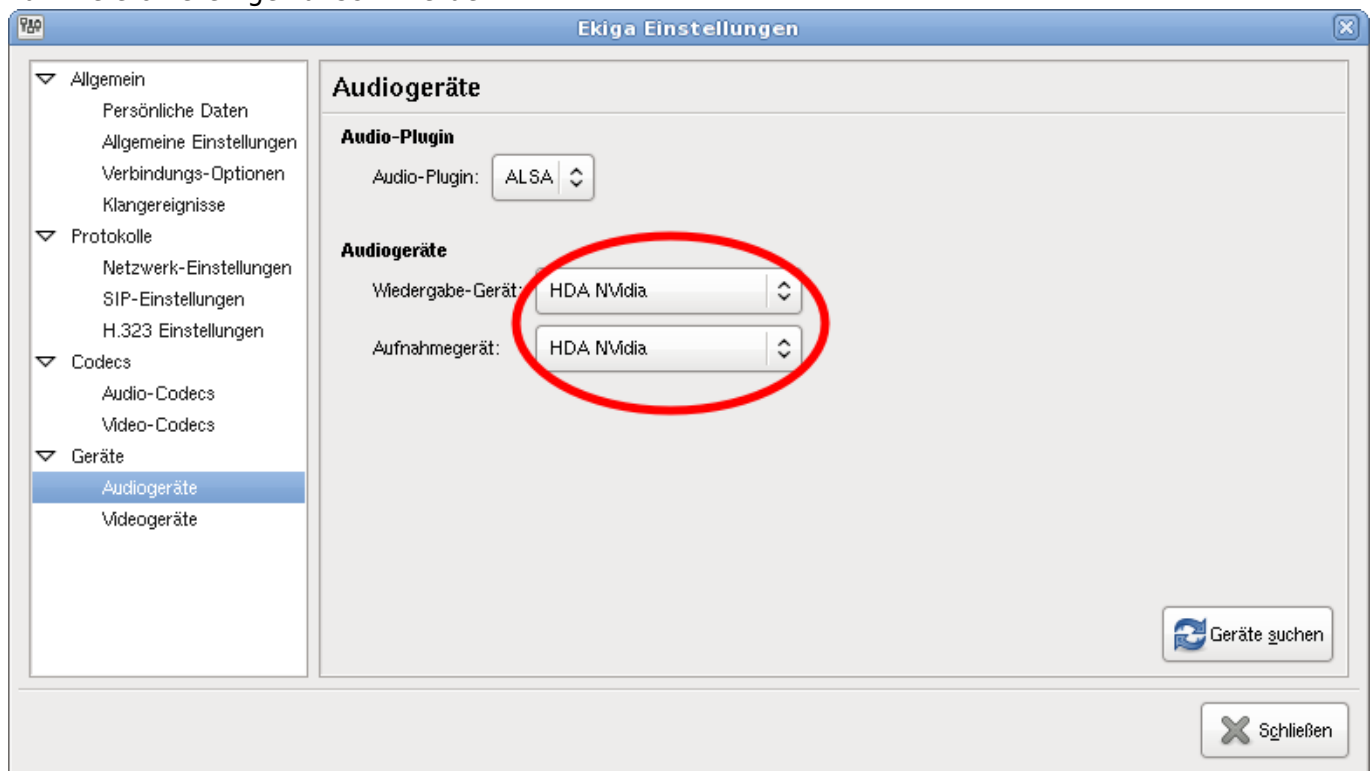 Ekiga Einstellungen
Allgemein
Persönliche Daten
Allgemeine Einstellungen
Verbindungs-Optionen
Klangereignisse
Protokolle
Netzwerk-Einstellungen
SIP-Einstellungen
H.323 Einstellungen
Codecs
Audio-Codecs
Video-Codecs
Geräte
Audiogeräte
Videogeräte
Audiogeräte
Audio-Plugin
Audio-Plugin: ALSA
Audiogeräte
Wiedergabe-Gerät: HDA NVidia
Aufnahmegerät: HDA NVidia
Geräte suchen
Schließen